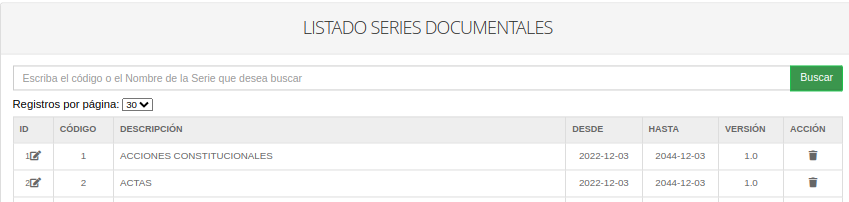 LISTADO SERIES DOCUMENTALES
Escriba el código o el Nombre de la Serie que desea buscar Buscar
Registros por página: 30
ID CÓDIGO DESCRIPCIÓN DESDE HASTA VERSIÓN ACCIÓN
1 1 ACCIONES CONSTITUCIONALES 2022-12-03 2044-12-03 1.0
2 2 ACTAS 2022-12-03 2044-12-03 1.0